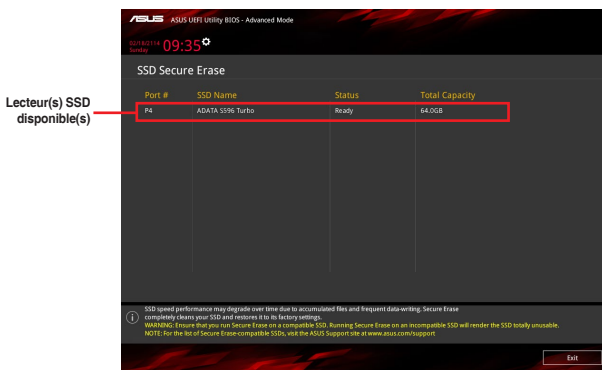 ASUS ASUS UEFI Utility BIOS - Advanced Mode
Sunday 09:35
SSD Secure Erase
Port # SSD Name Status Total Capacity
Lecteur(s) SSD
disponible(s)
P4 ADATA S596 Turbo Ready 64.0GB
SSD speed performance may degrade over time due to accumulated files and frequent data-writing. Secure Erase
completely cleans your SSD and restores it to its factory settings.
WARNING: Ensure that you run Secure Erase on a compatible SSD. Running Secure Erase on an incompatible SSD will render the SSD totally unusable.
NOTE: For the list of Secure Erase-compatible SSDs, visit the ASUS Support site at www.asus.com/support
Exit